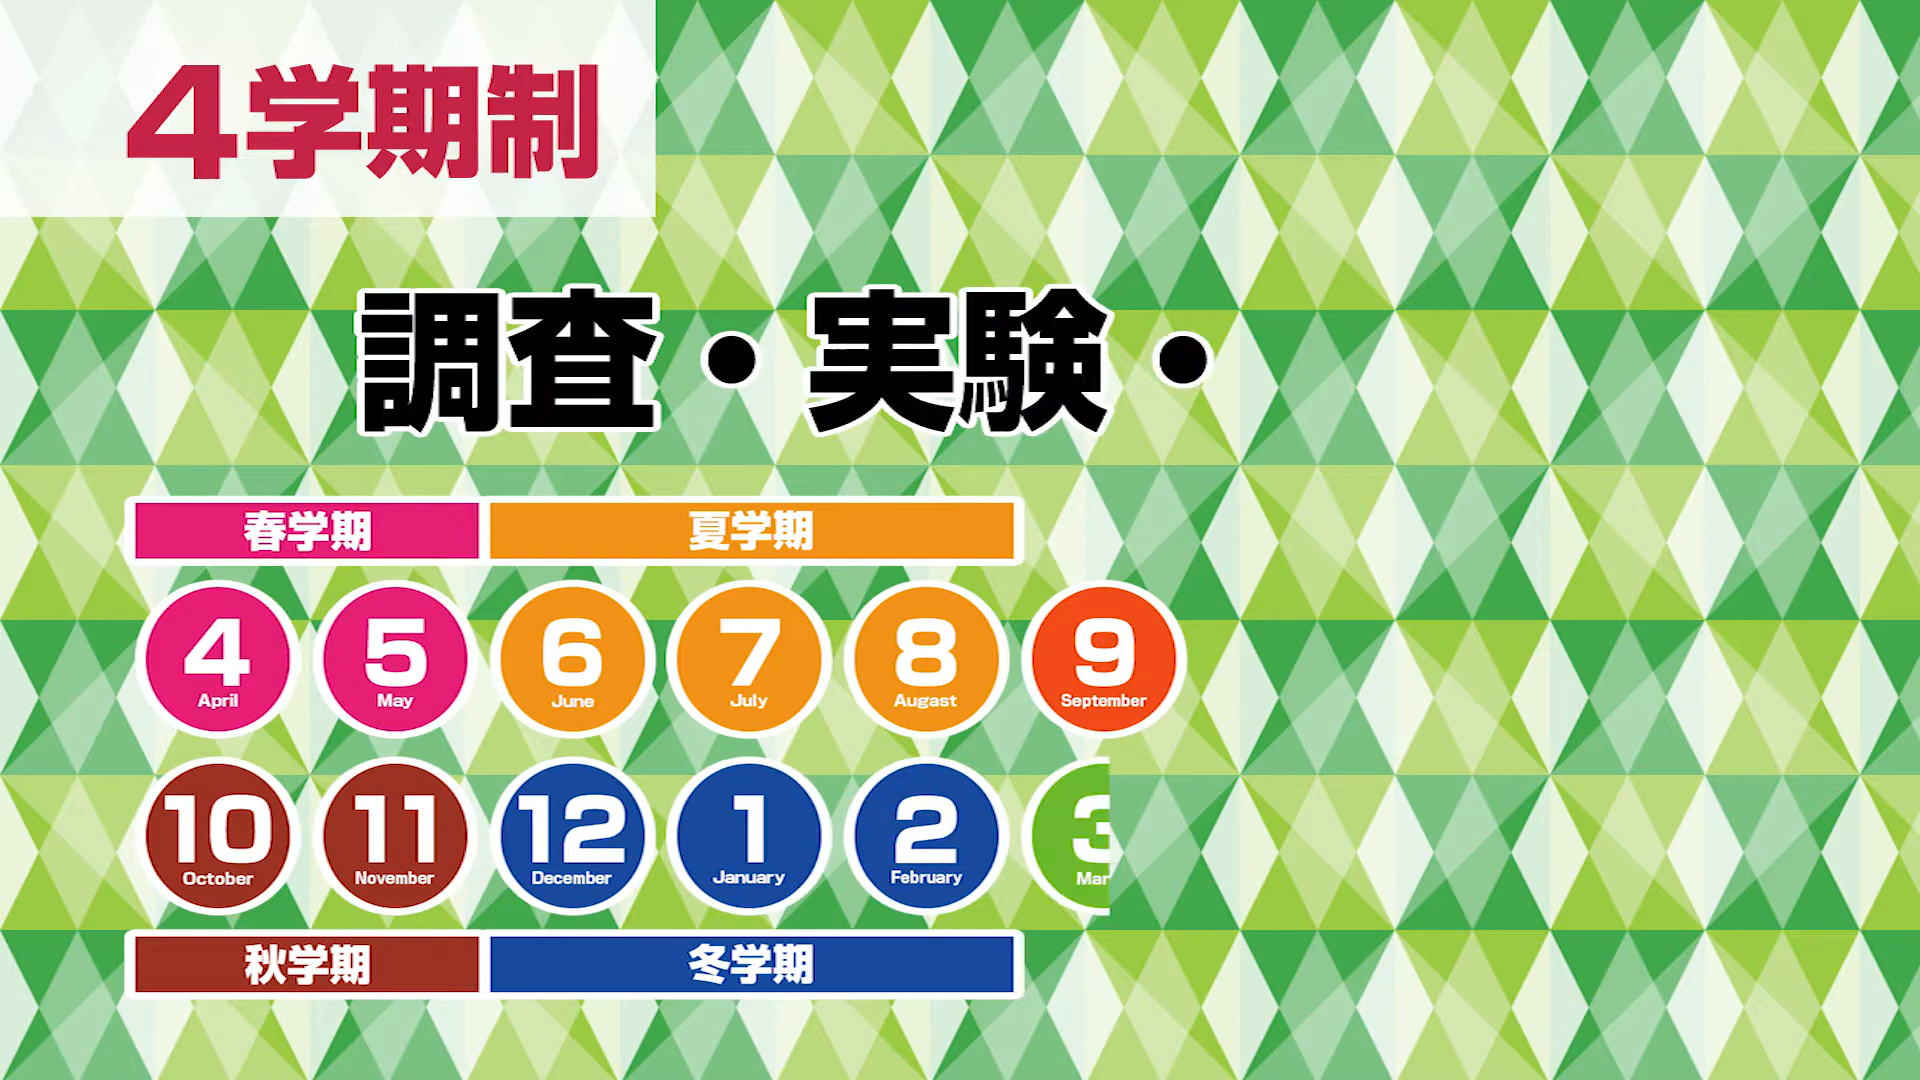 4学期制
調査・実験・
春学期 夏学期
4 5 6 7 8 9
April May June July Augast September
10 11 12 1 2 3
October November December January February Mar
秋学期 冬学期